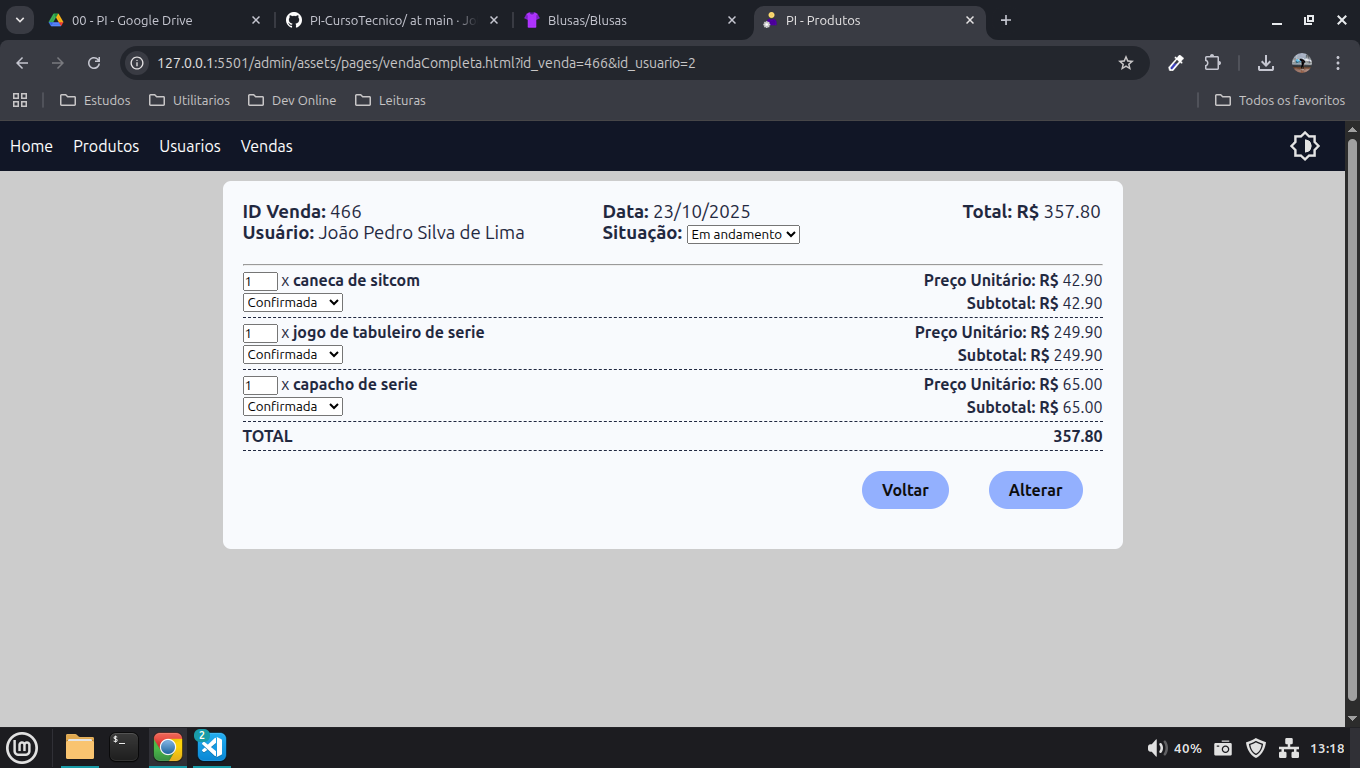 00 - PI - Google Drive
PI-CursoTecnico/ at main · Jo
Blusas/Blusas
PI - Produtos
127.0.0.1:5501/admin/assets/pages/vendaCompleta.html?id_venda=466&id_usuario=2
Estudos
Utilitarios
Dev Online
Leituras
Todos os favoritos
Home Produtos Usuarios Vendas
ID Venda: 466 Data: 23/10/2025 Total: R$ 357.80
Usuário: João Pedro Silva de Lima Situação: Em andamento
1 x caneca de sitcom Preço Unitário: R$ 42.90
Confirmada Subtotal: R$ 42.90
1 x jogo de tabuleiro de serie Preço Unitário: R$ 249.90
Confirmada Subtotal: R$ 249.90
1 x capacho de serie Preço Unitário: R$ 65.00
Confirmada Subtotal: R$ 65.00
TOTAL 357.80
Voltar Alterar
2
40% 13:18